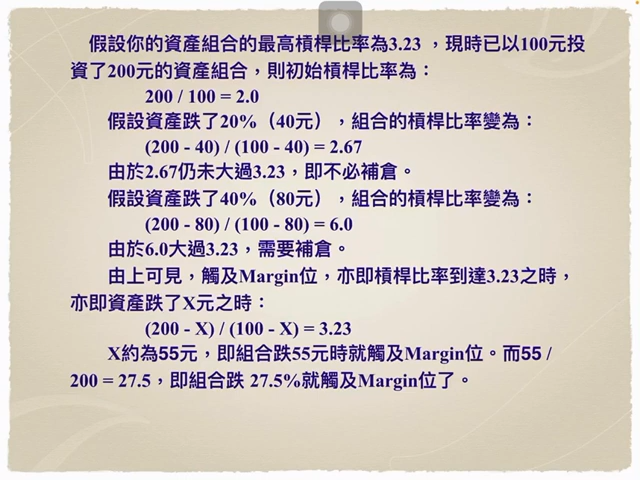 假設你的資產組合的最高槓桿比率為3.23 ，現時已以100元投
資了200元的資產組合，則初始槓桿比率為：
200 / 100 = 2.0
假設資產跌了20%（40元），組合的槓桿比率變為：
(200 - 40) / (100 - 40) = 2.67
由於2.67仍未大過3.23，即不必補倉。
假設資產跌了40%（80元），組合的槓桿比率變為：
(200 - 80) / (100 - 80) = 6.0
由於6.0大過3.23，需要補倉。
由上可見，觸及Margin位，亦即槓桿比率到達3.23之時，
亦即資產跌了X元之時：
(200 - X) / (100 - X) = 3.23
X約為55元，即組合跌55元時就觸及Margin位。而55 /
200 = 27.5，即組合跌 27.5%就觸及Margin位了。